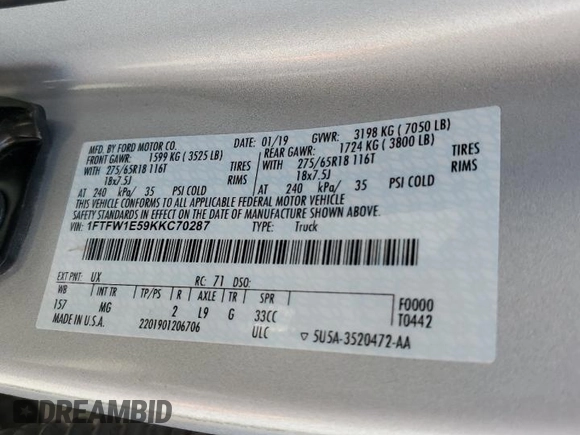 MFD. BY FORD MOTOR CO. DATE: 01/19 GVWR: 3198 KG ( 7050 LB)
FRONT GAWR: 1599 KG ( 3525 LB) REAR GAWR: 1724 KG ( 3800 LB)
WITH 275/65R18 116T TIRES WITH 275/65R18 116T TIRES
18x7.5J RIMS 18x7.5J RIMS
AT 240 kPa/ 35 PSI COLD AT 240 kPa/ 35 PSI COLD
THIS VEHICLE CONFORMS TO ALL APPLICABLE FEDERAL MOTOR VEHICLE
SAFETY STANDARDS IN EFFECT ON THE DATE OF MANUFACTURE SHOWN ABOVE.
VIN: 1FTFW1E59KKC70287 TYPE: Truck
EXT PNT: UX RC: 71 DSO:
WB INT TR TP/PS R AXLE TR SPR F0000
157 MG 2 L9 G 33CC T0442
MADE IN U.S.A. 2201901206706 ULC ▽ 5U5A-3520472-AA
DREAMBID